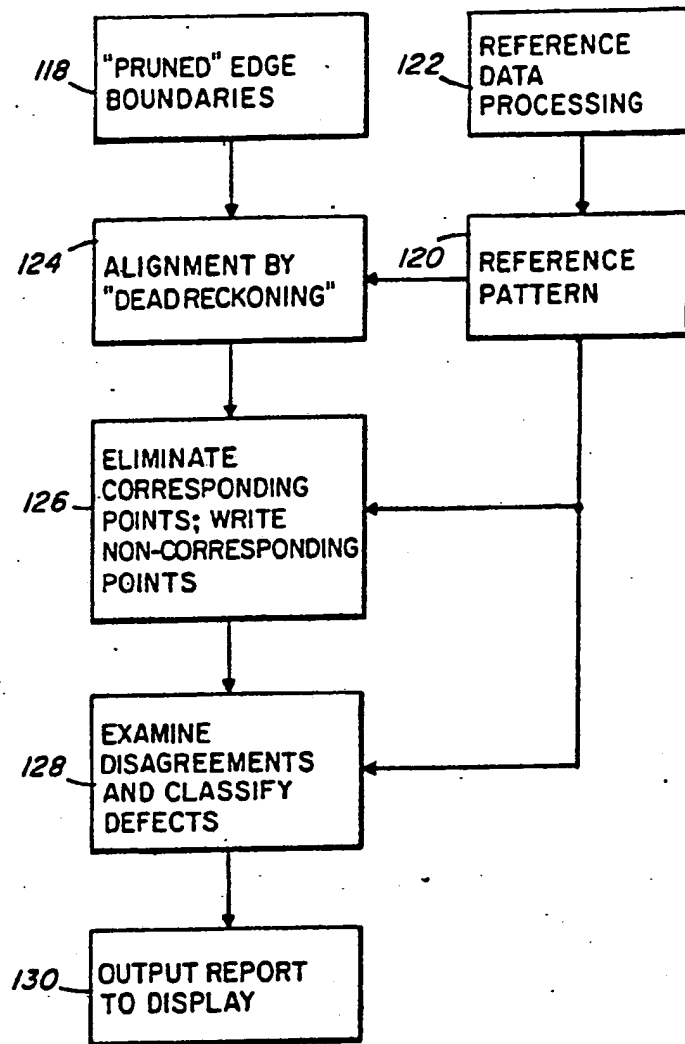 118
"PRUNED" EDGE
BOUNDARIES
122
REFERENCE
DATA
PROCESSING
124
ALIGNMENT BY
"DEADRECKONING"
120
REFERENCE
PATTERN
126
ELIMINATE
CORRESPONDING
POINTS; WRITE
NON-CORRESPONDING
POINTS
128
EXAMINE
DISAGREEMENTS
AND CLASSIFY
DEFECTS
130
OUTPUT REPORT
TO DISPLAY